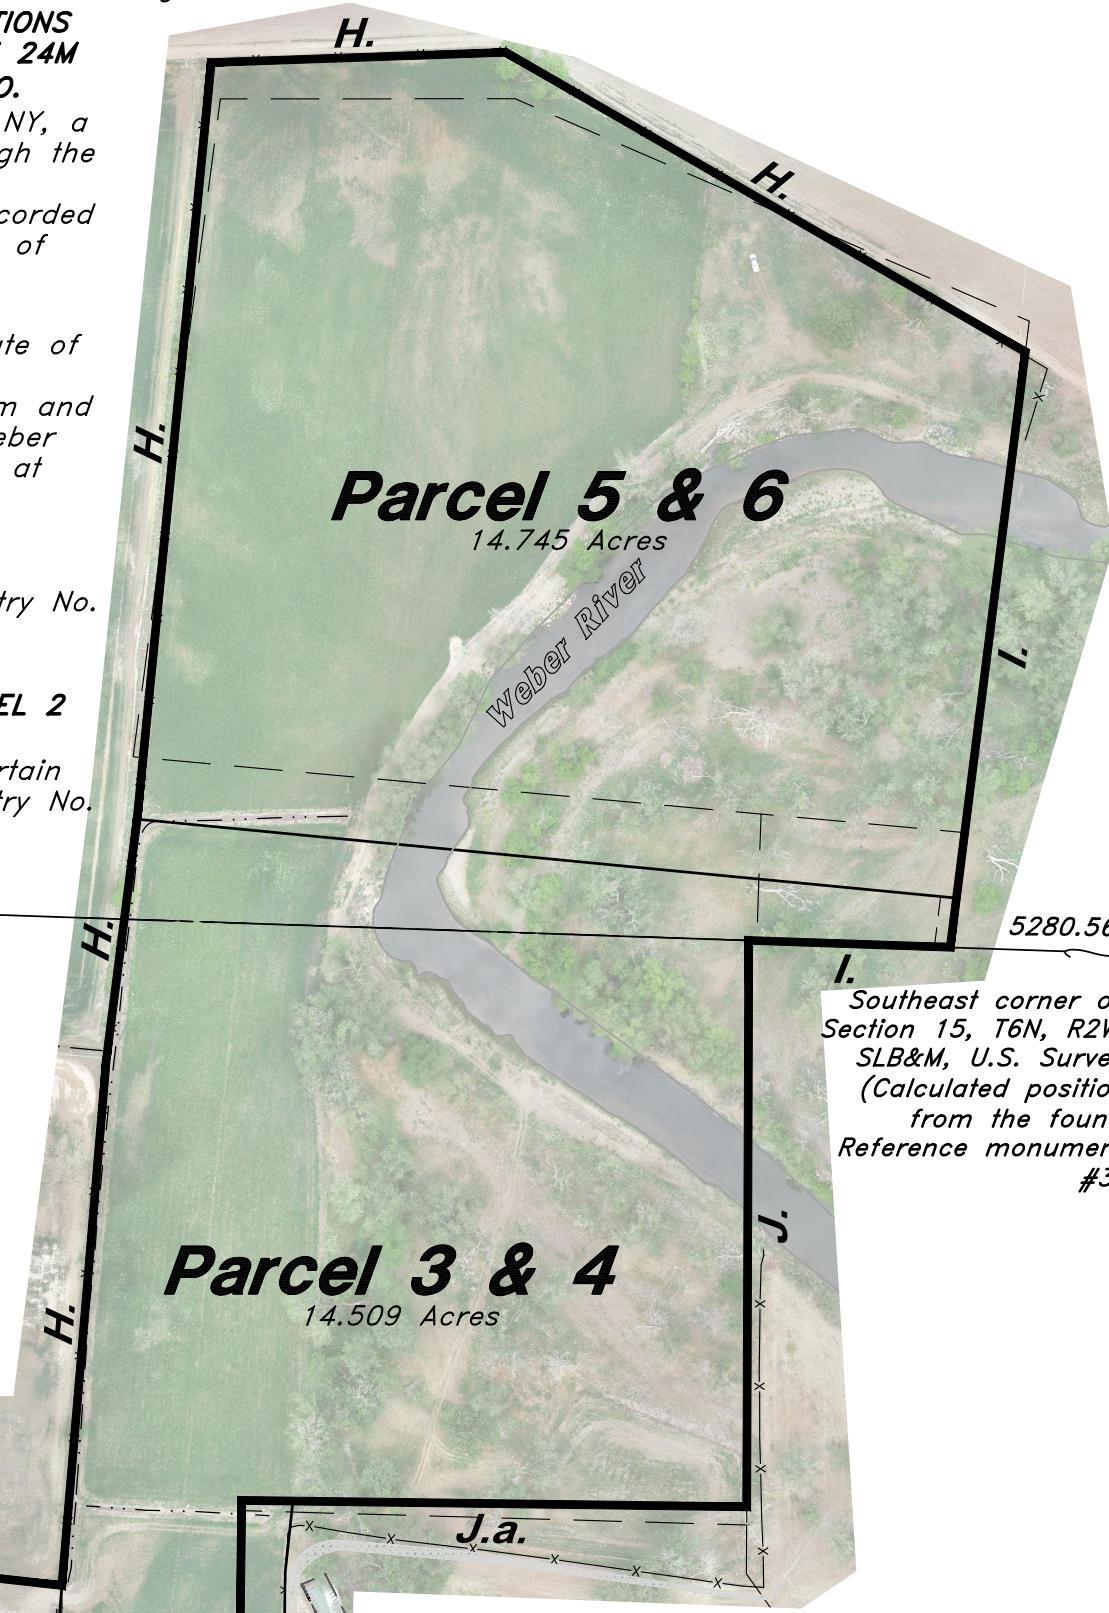 TIONS
24M
O.
NY, a
gh the
corded
of
te of
m and
eber
at
try No.
EL 2
rtain
try No.
H.
H.
H.
Parcel 5 & 6
14.745 Acres
Weber River
I.
H.
5280.56
I.
Southeast corner o
Section 15, T6N, R2W
SLB&M, U.S. Surve
(Calculated positio
from the foun
Reference monumen
#3
J.
Parcel 3 & 4
14.509 Acres
H.
J.a.